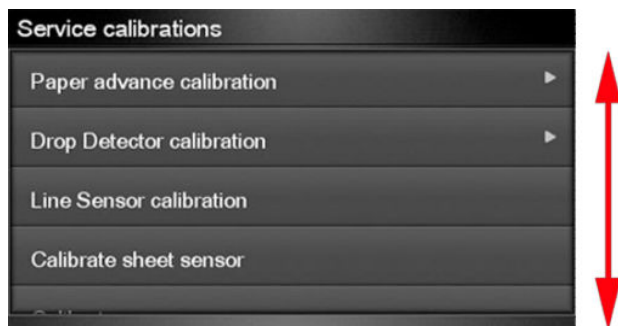 Service calibrations
Paper advance calibration
Drop Detector calibration
Line Sensor calibration
Calibrate sheet sensor